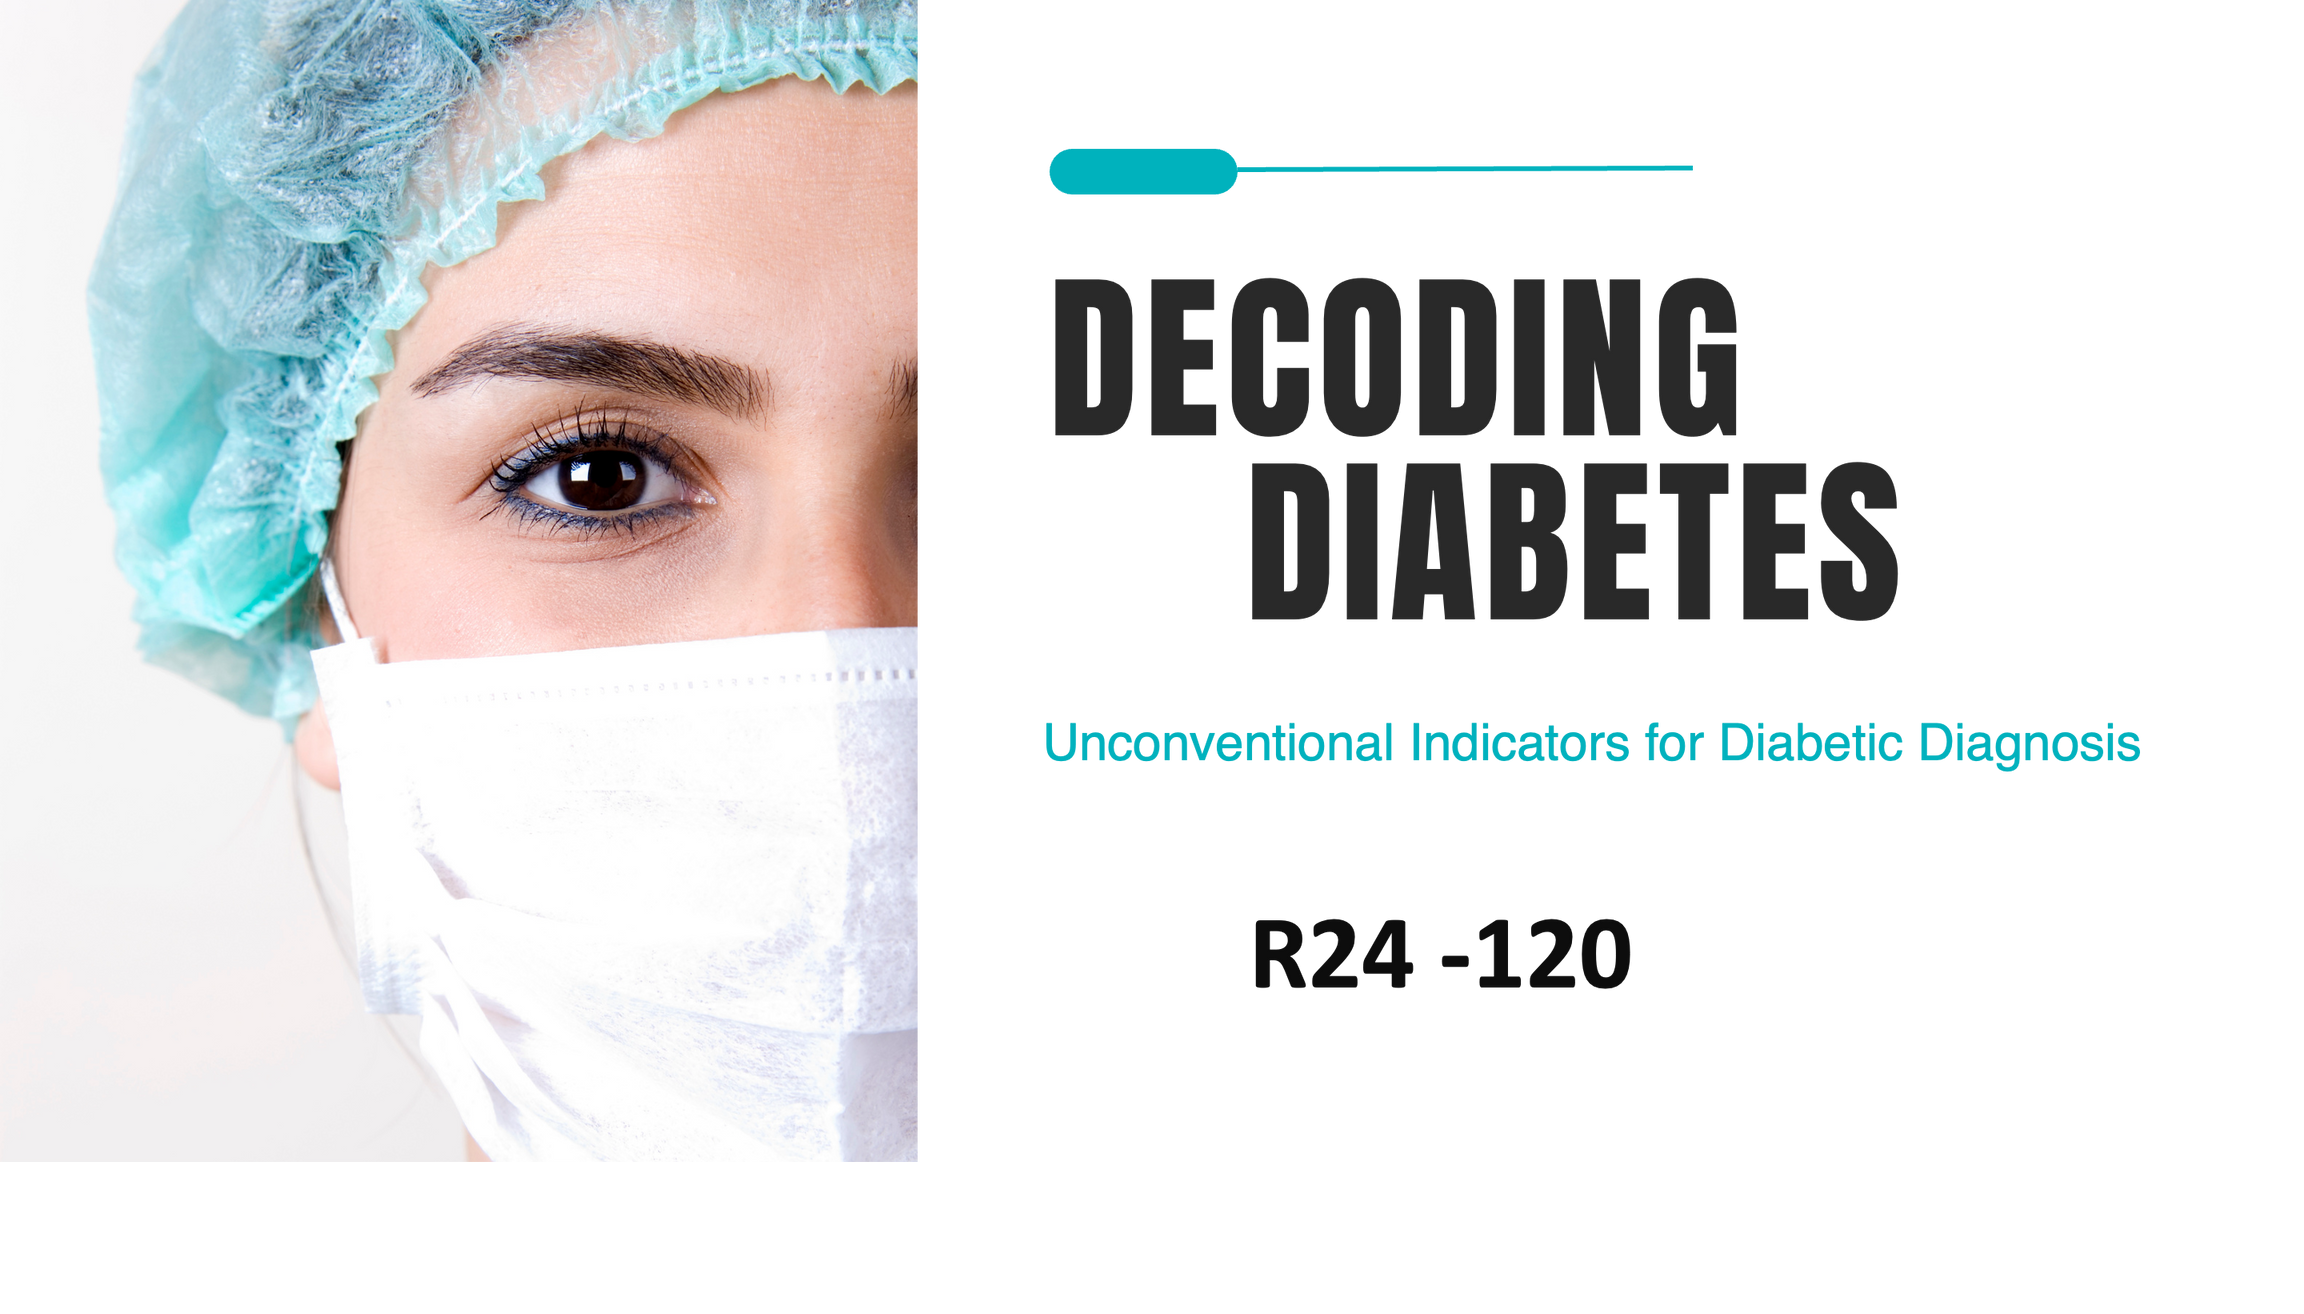 DECODING
DIABETES
Unconventional Indicators for Diabetic Diagnosis
R24 -120